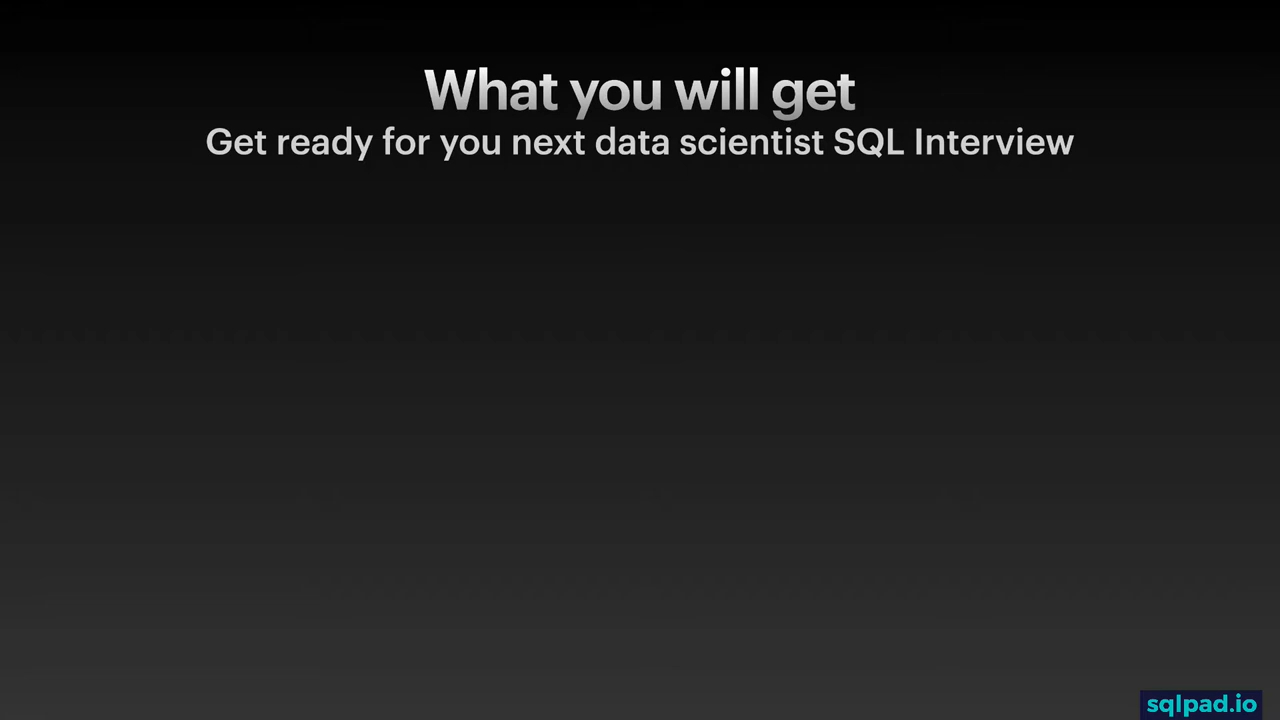 What you will get
Get ready for you next data scientist SQL Interview
sqlpad.io